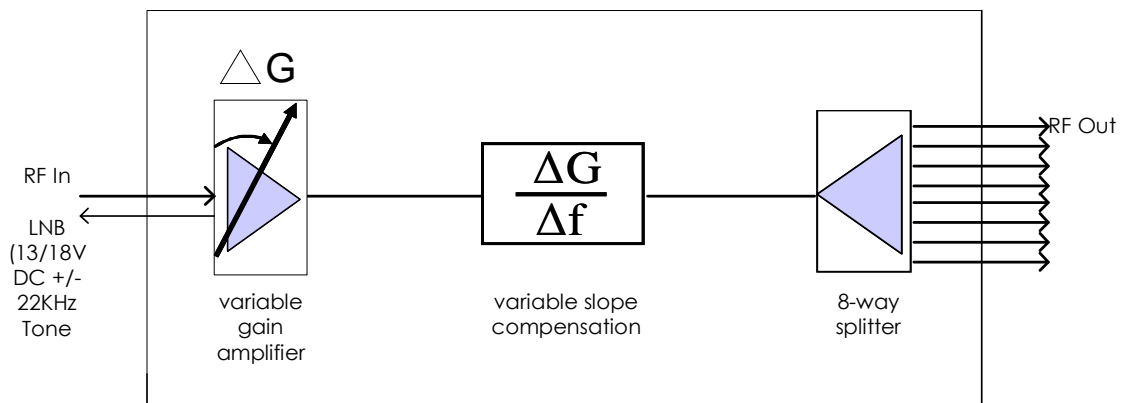 △ G
RF In
LNB
(13/18V
DC +/-
22KHz
Tone
variable
gain
amplifier
ΔG
Δf
variable slope
compensation
8-way
splitter
RF Out